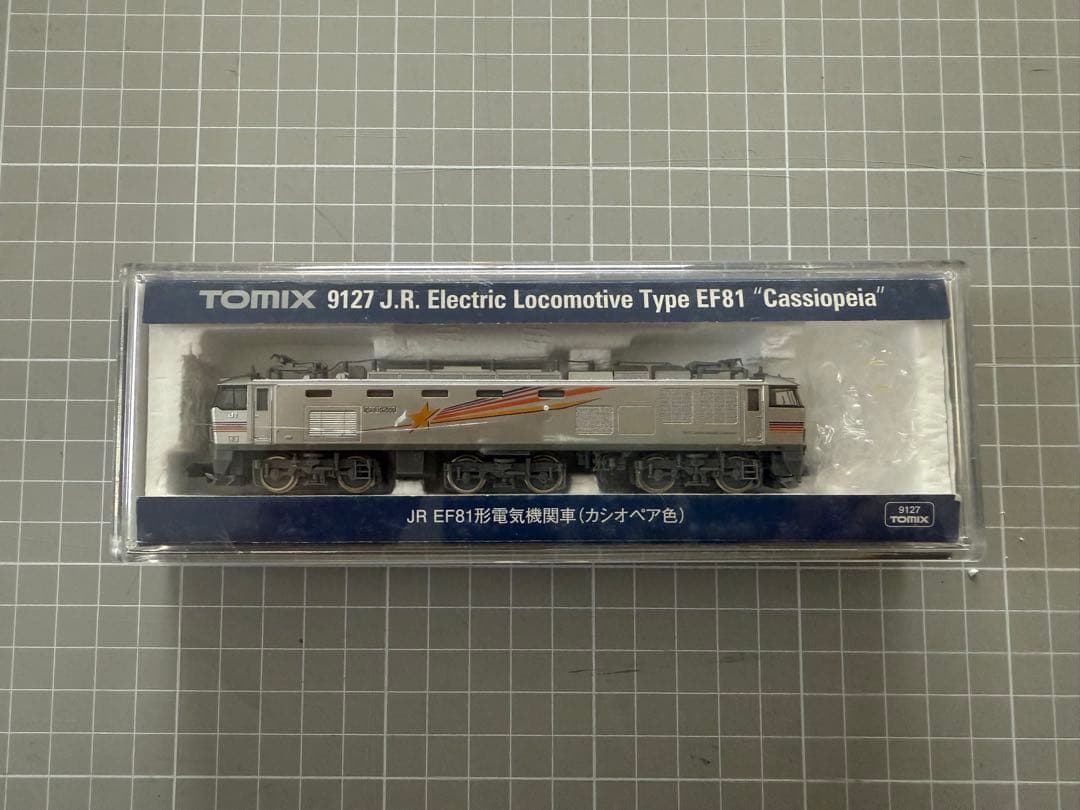 TOMIX 9127 J.R. Electric Locomotive Type EF81 "Cassiopeia"
JR
JR EF81形電気機関車(カシオペア色)
9127
TOMIX